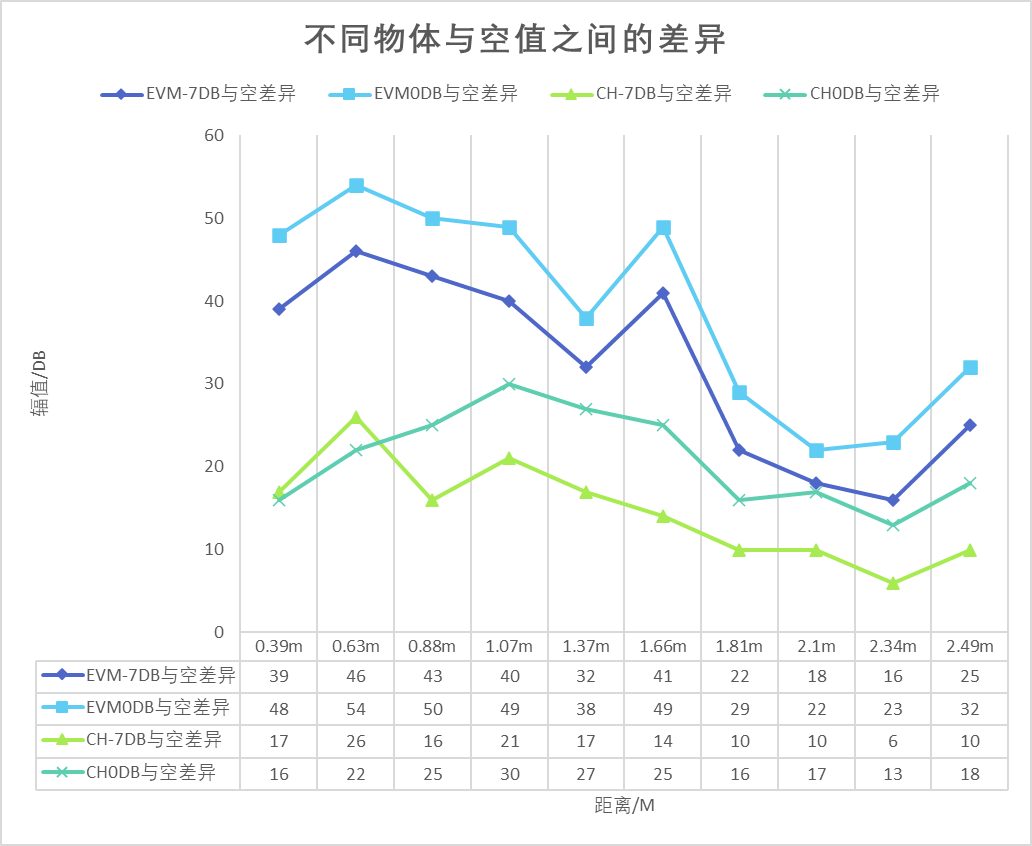 不同物体与空值之间的差异
EVM-7DB与空差异 EVM0DB与空差异 CH-7DB与空差异 CH0DB与空差异
60
50
40
30
20
10
0
辐值/DB
0.39m 0.63m 0.88m 1.07m 1.37m 1.66m 1.81m 2.1m 2.34m 2.49m
EVM-7DB与空差异 39 46 43 40 32 41 22 18 16 25
EVM0DB与空差异 48 54 50 49 38 49 29 22 23 32
CH-7DB与空差异 17 26 16 21 17 14 10 10 6 10
CH0DB与空差异 16 22 25 30 27 25 16 17 13 18
距离/M